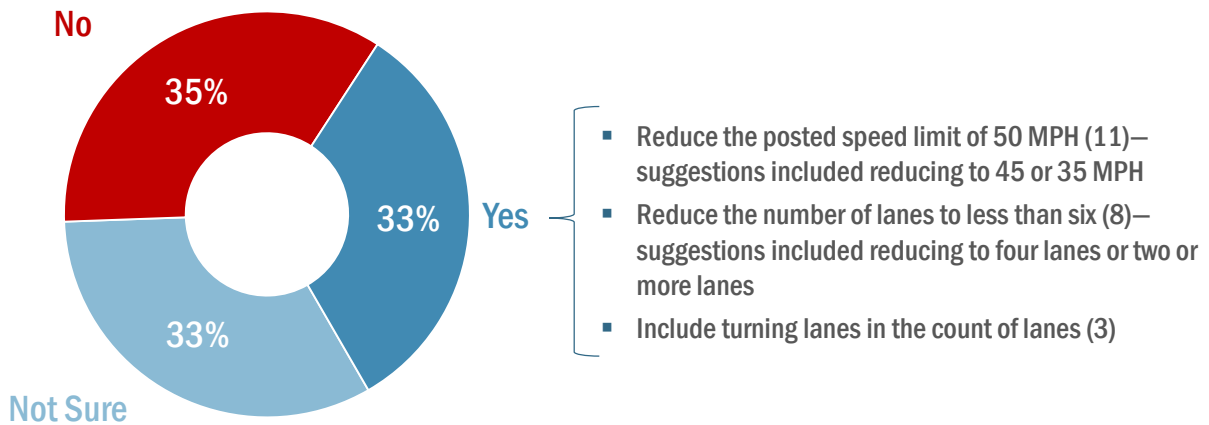 No
35%
33%
Yes
33%
Not Sure
▪ Reduce the posted speed limit of 50 MPH (11)—
suggestions included reducing to 45 or 35 MPH
▪ Reduce the number of lanes to less than six (8)—
suggestions included reducing to four lanes or two or
more lanes
▪ Include turning lanes in the count of lanes (3)